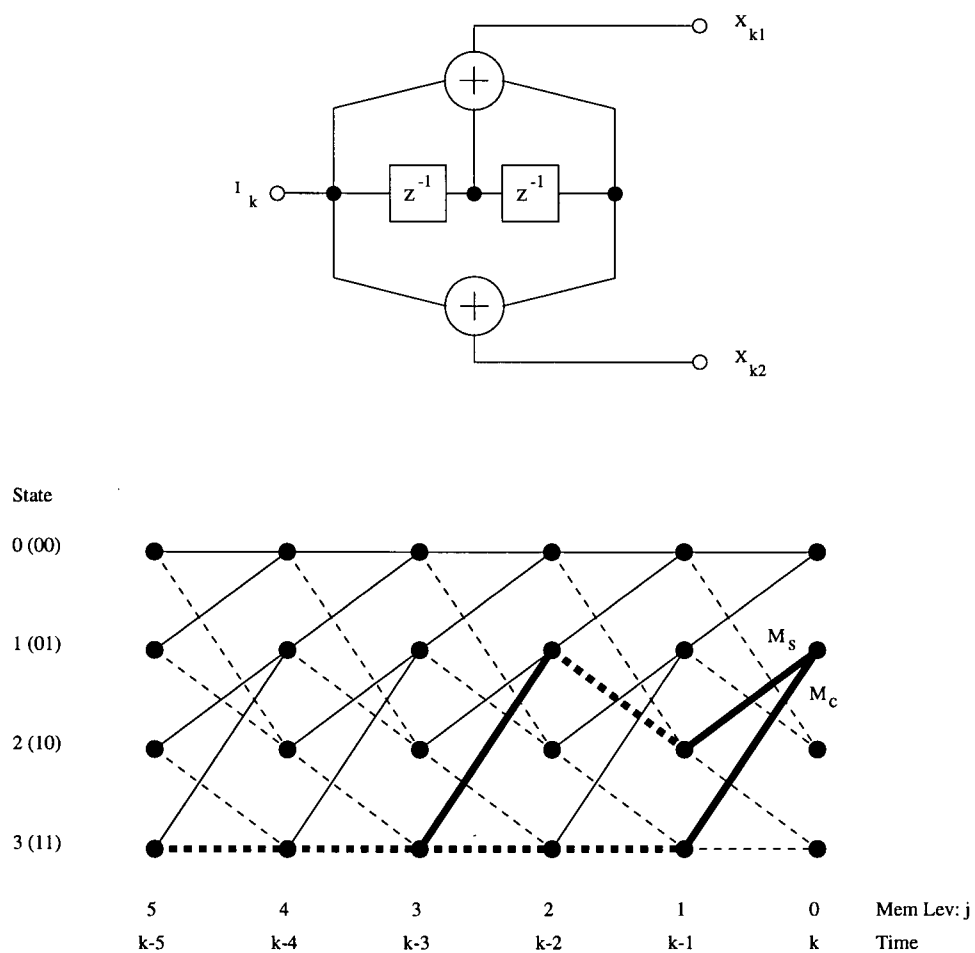 X k1
+
I k
z -1 z -1
+
X k2
State
0 (00)
1 (01)
M s
M c
2 (10)
3 (11)
5 4 3 2 1 0 Mem Lev: j
k-5 k-4 k-3 k-2 k-1 k Time